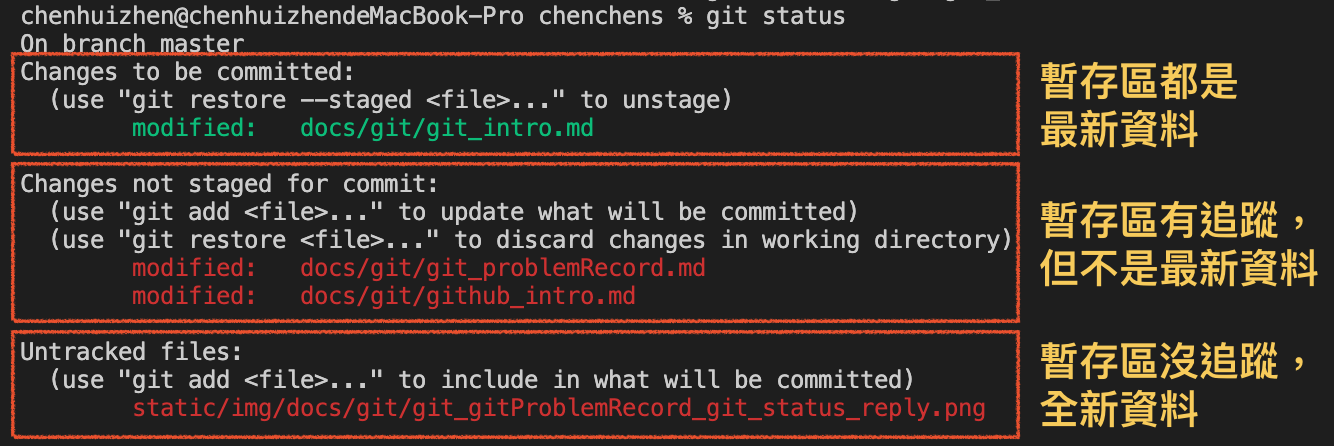 chenhuizhen@chenhuizhendeMacBook-Pro chenchens % git status
On branch master
Changes to be committed:
  (use "git restore --staged <file>..." to unstage)
        modified:   docs/git/git_intro.md
暫存區都是
最新資料
Changes not staged for commit:
  (use "git add <file>..." to update what will be committed)
  (use "git restore <file>..." to discard changes in working directory)
        modified:   docs/git/git_problemRecord.md
        modified:   docs/git/github_intro.md
暫存區有追蹤，
但不是最新資料
Untracked files:
  (use "git add <file>..." to include in what will be committed)
        static/img/docs/git/git_gitProblemRecord_git_status_reply.png
暫存區沒追蹤，
全新資料